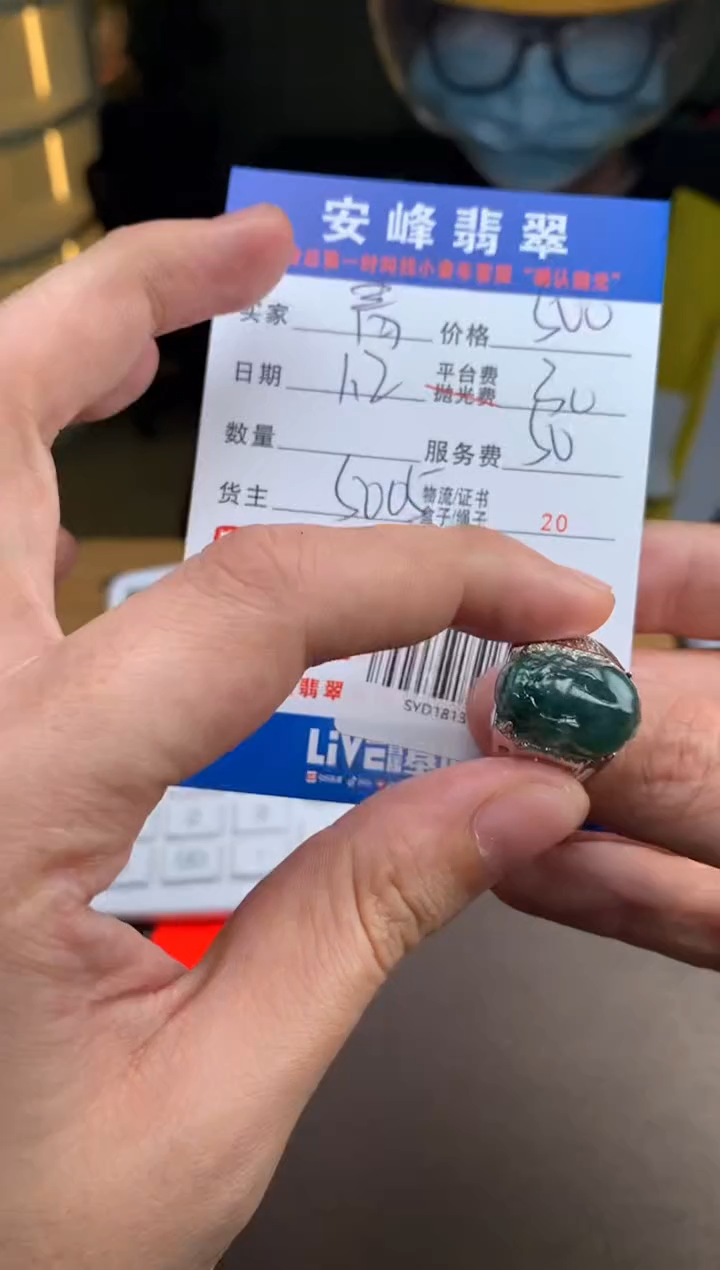 安峰翡翠
买家 高 价格 500
日期 1.2 平台费 30
抛光费
数量 服务费 50
货主 5005 物流/证书
盒子/绳子 20
翡翠
SYD1813
LiVE